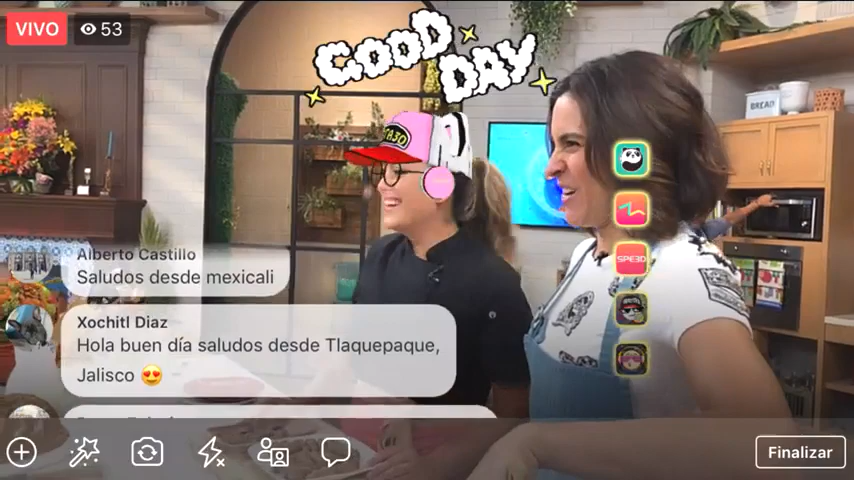 VIVO
53
GOOD
DAY
BREAD
SPE3D
Alberto Castillo
Saludos desde mexicali
Xochitl Diaz
Hola buen día saludos desde Tlaquepaque,
Jalisco 😍
Finalizar